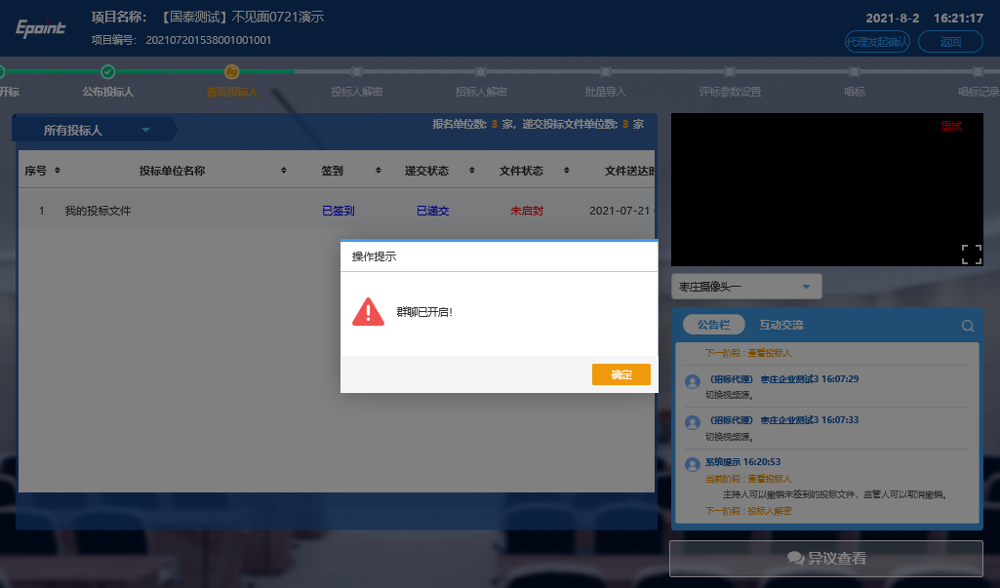 Epoint
项目名称： 【国泰测试】不见面0721演示
项目编号： 202107201538001001001
2021-8-2 16:21:17
代理发起确认 返回
开标 公布投标人 查看投标人 投标人解密 招标人解密 批量导入 评标参数设置 唱标 唱标记录
所有投标人
报名单位数: 3 家，递交投标文件单位数: 3 家
序号 投标单位名称 签到 递交状态 文件状态 文件送达时
1 我的投标文件 已签到 已递交 未启封 2021-07-21
重试
枣庄摄像头一
操作提示
群聊已开启!
确定
公告栏 互动交流
下一阶段 : 查看投标人
（招标代理） 枣庄企业测试3 16:07:29
切换视频源。
（招标代理） 枣庄企业测试3 16:07:33
切换视频源。
系统提示 16:20:53
当前阶段 : 查看投标人
主持人可以撤销未签到的投标文件，监管人可以取消撤销。
下一阶段 : 投标人解密
异议查看